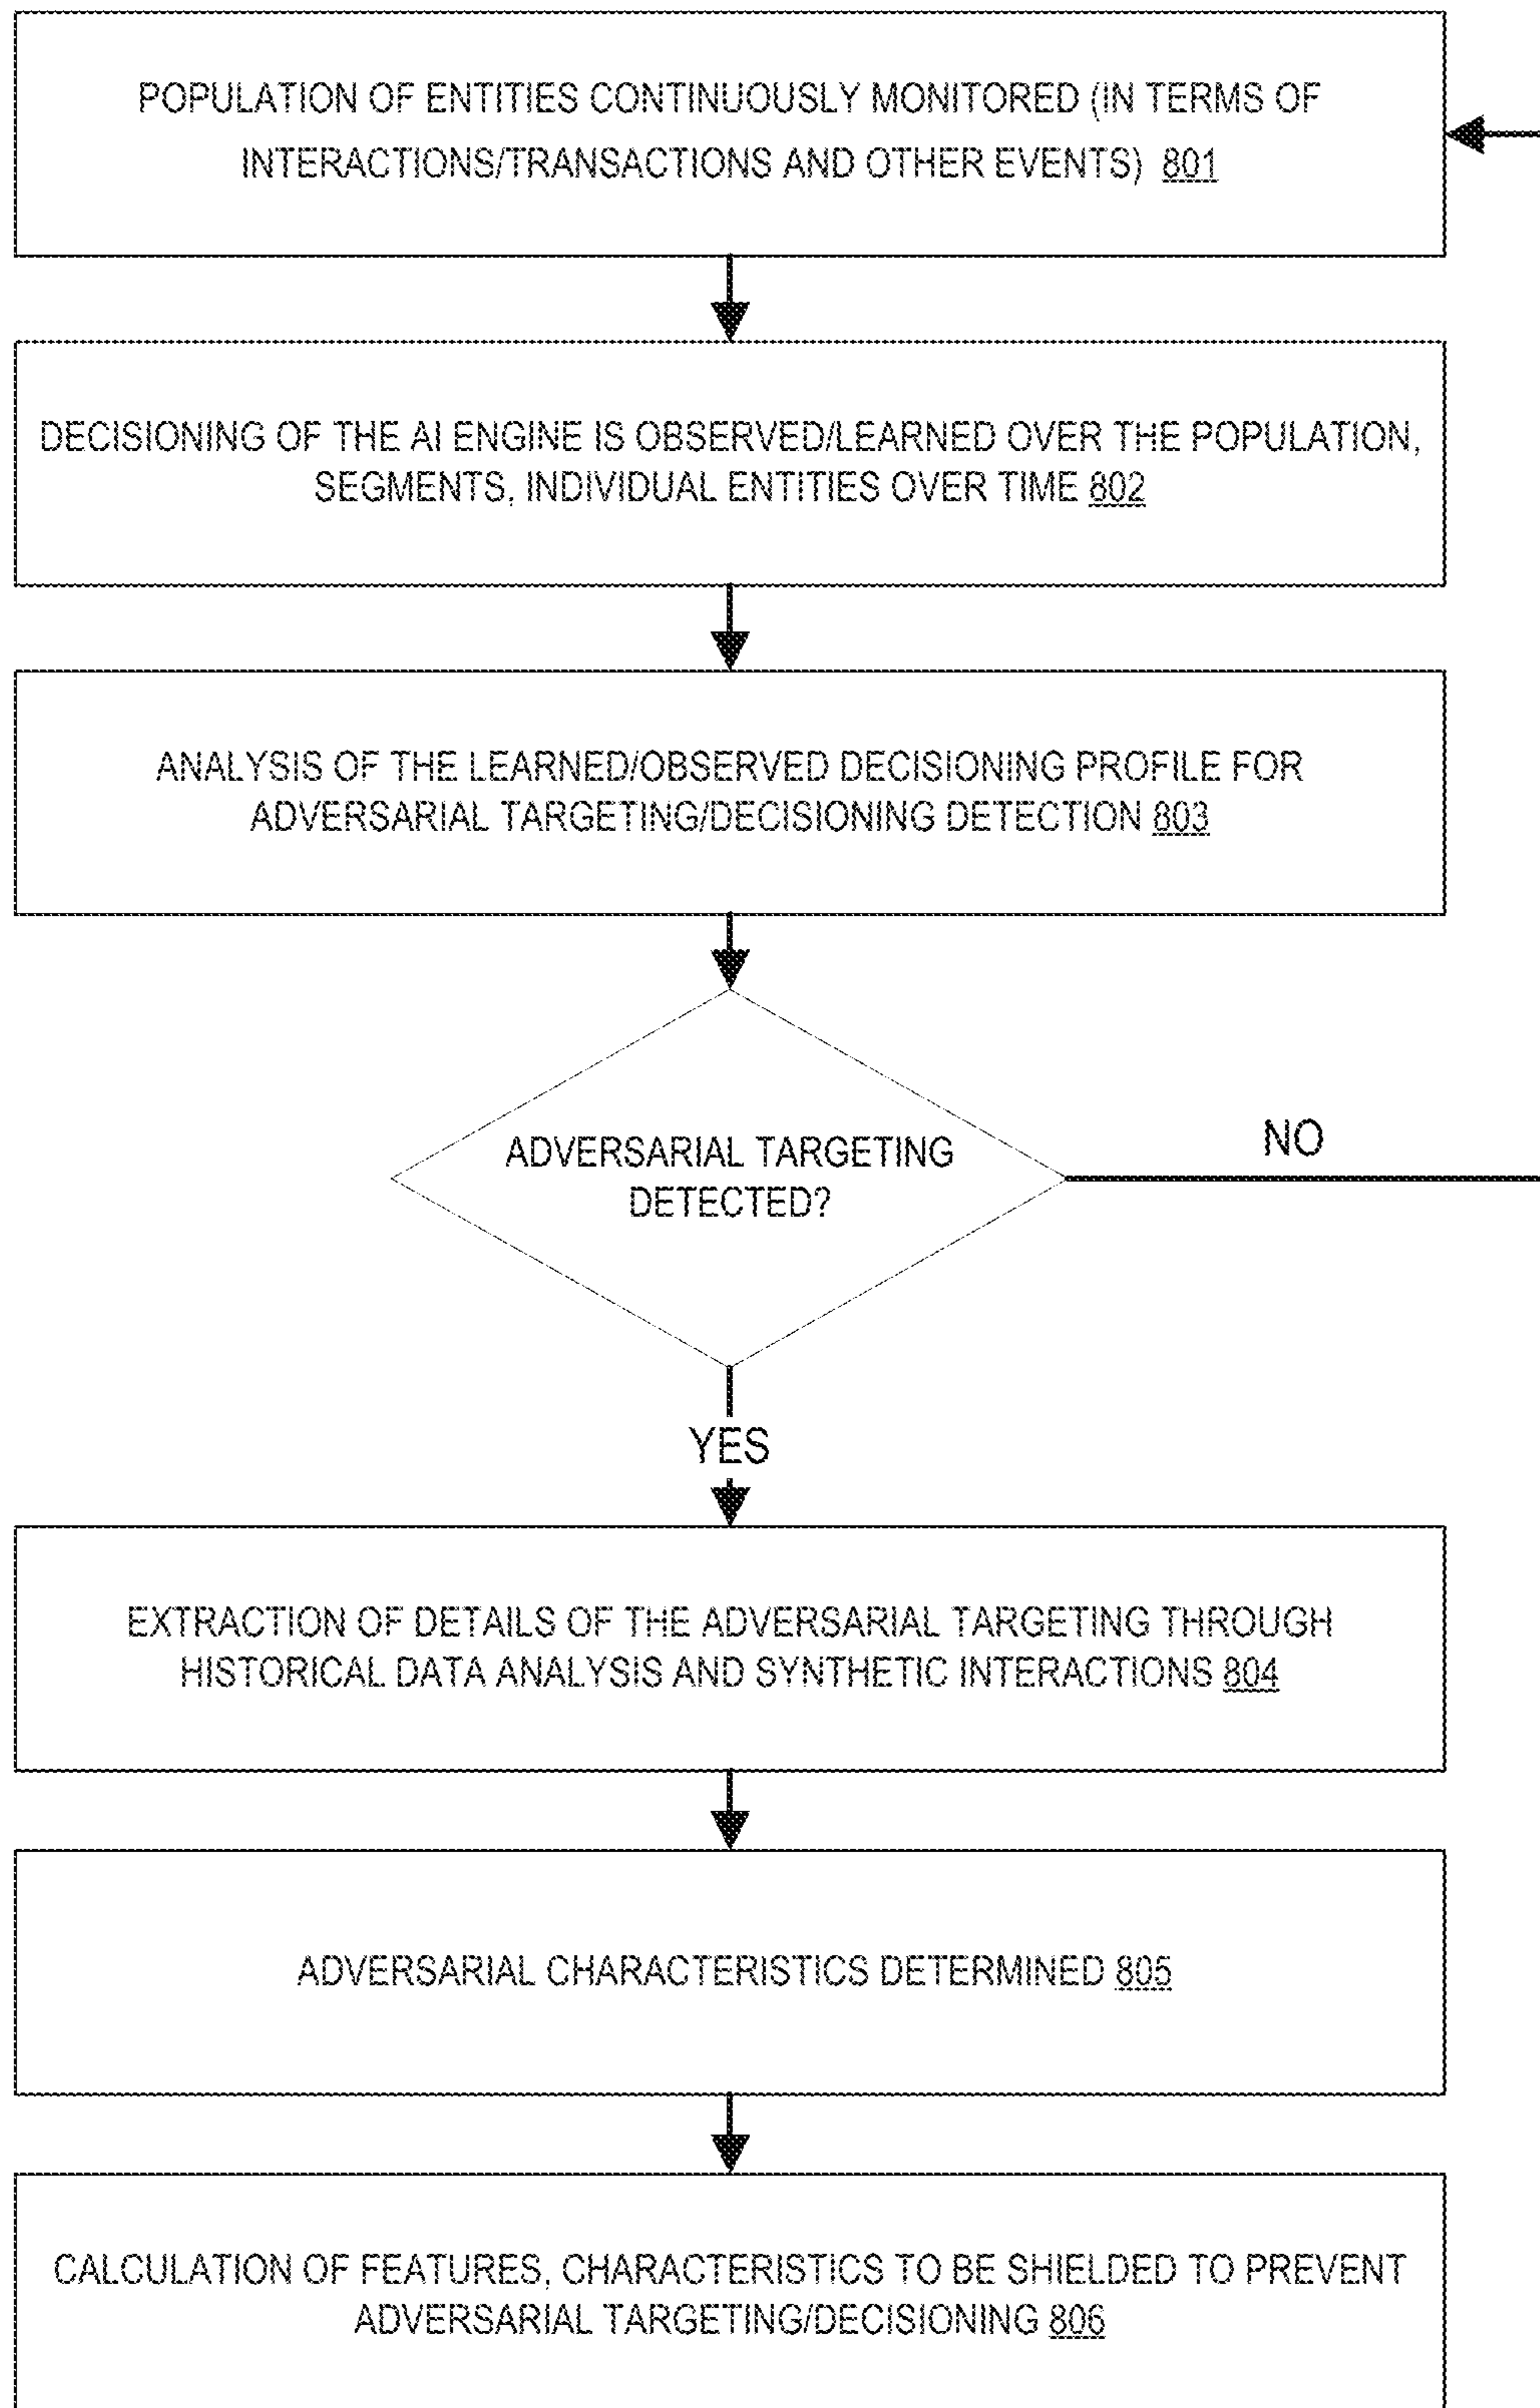 POPULATION OF ENTITIES CONTINUOUSLY MONITORED (IN TERMS OF
INTERACTIONS/TRANSACTIONS AND OTHER EVENTS) 801
DECISIONING OF THE AI ENGINE IS OBSERVED/LEARNED OVER THE POPULATION,
SEGMENTS, INDIVIDUAL ENTITIES OVER TIME 802
ANALYSIS OF THE LEARNED/OBSERVED DECISIONING PROFILE FOR
ADVERSARIAL TARGETING/DECISIONING DETECTION 803
ADVERSARIAL TARGETING
DETECTED?
NO
YES
EXTRACTION OF DETAILS OF THE ADVERSARIAL TARGETING THROUGH
HISTORICAL DATA ANALYSIS AND SYNTHETIC INTERACTIONS 804
ADVERSARIAL CHARACTERISTICS DETERMINED 805
CALCULATION OF FEATURES, CHARACTERISTICS TO BE SHIELDED TO PREVENT
ADVERSARIAL TARGETING/DECISIONING 806